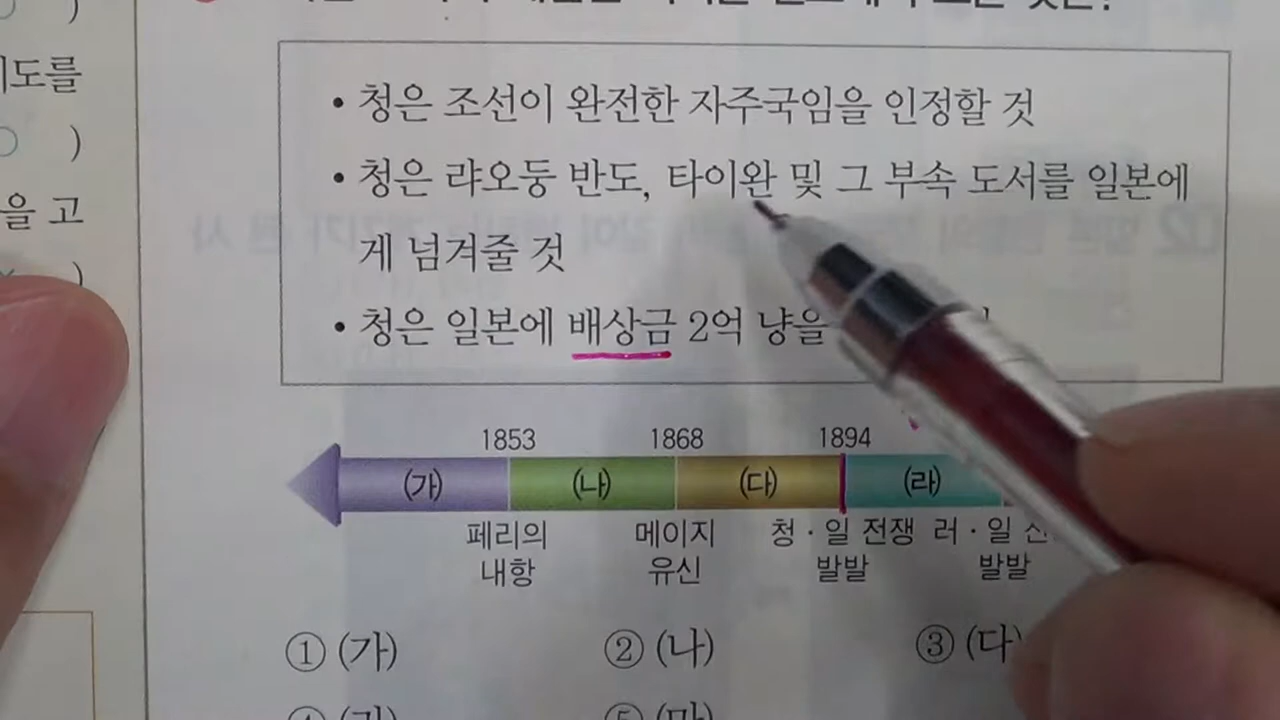 이도를
을 고
• 청은 조선이 완전한 자주국임을 인정할 것
• 청은 랴오둥 반도, 타이완 및 그 부속 도서를 일본에
게 넘겨줄 것
• 청은 일본에 배상금 2억 냥을
1853 1868 1894
(가) (나) (다) (라)
페리의 메이지 청·일 전쟁 러·일
내항 유신 발발 발발
① (가) ② (나) ③ (다)